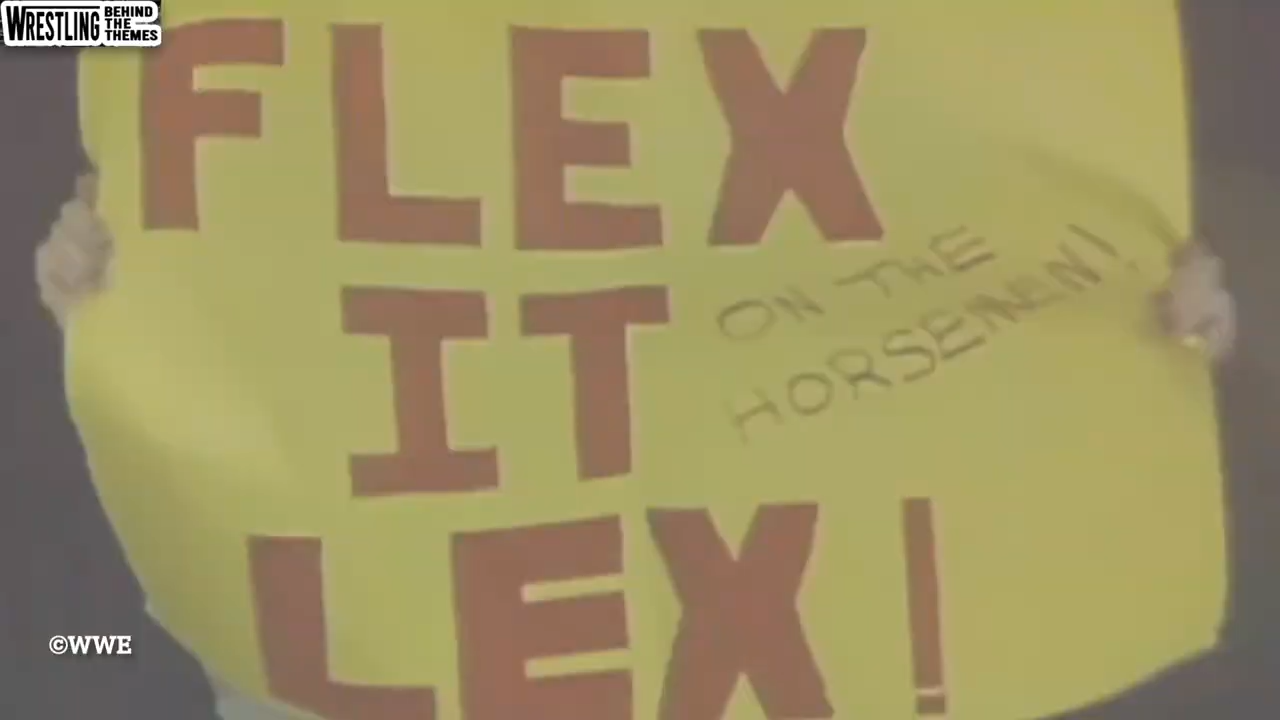 WRESTLING BEHIND THE THEMES
FLEX
IT
ON THE
HORSEMEN!
LEX!
©WWE